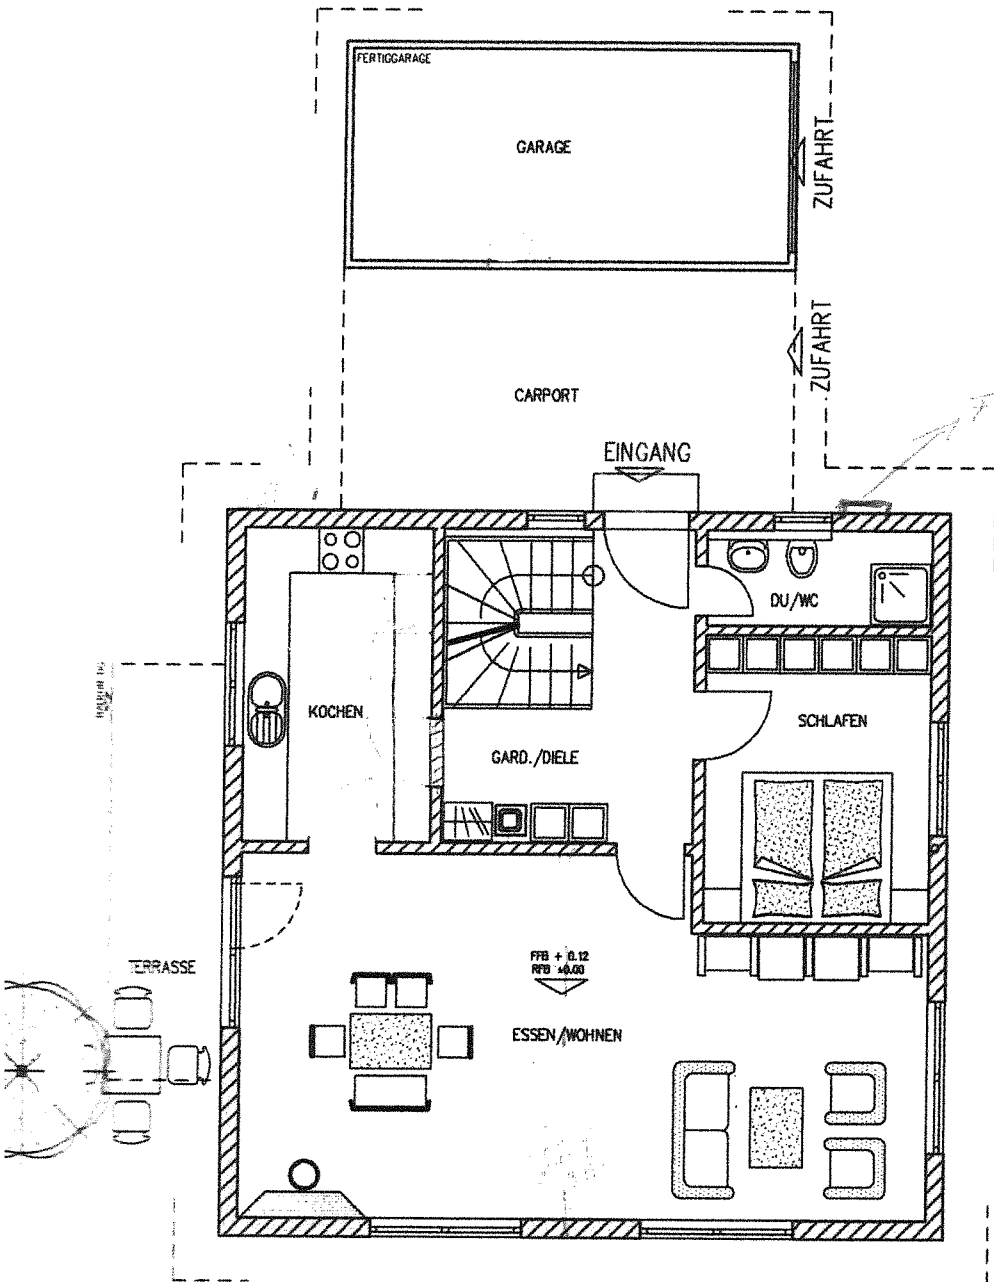 FERTIGGARAGE
GARAGE
ZUFAHRT
ZUFAHRT
CARPORT
EINGANG
DU/WC
KOCHEN
SCHLAFEN
GARD./DIELE
TERRASSE
FFB + 0.12
RFB ±0.00
ESSEN/WOHNEN